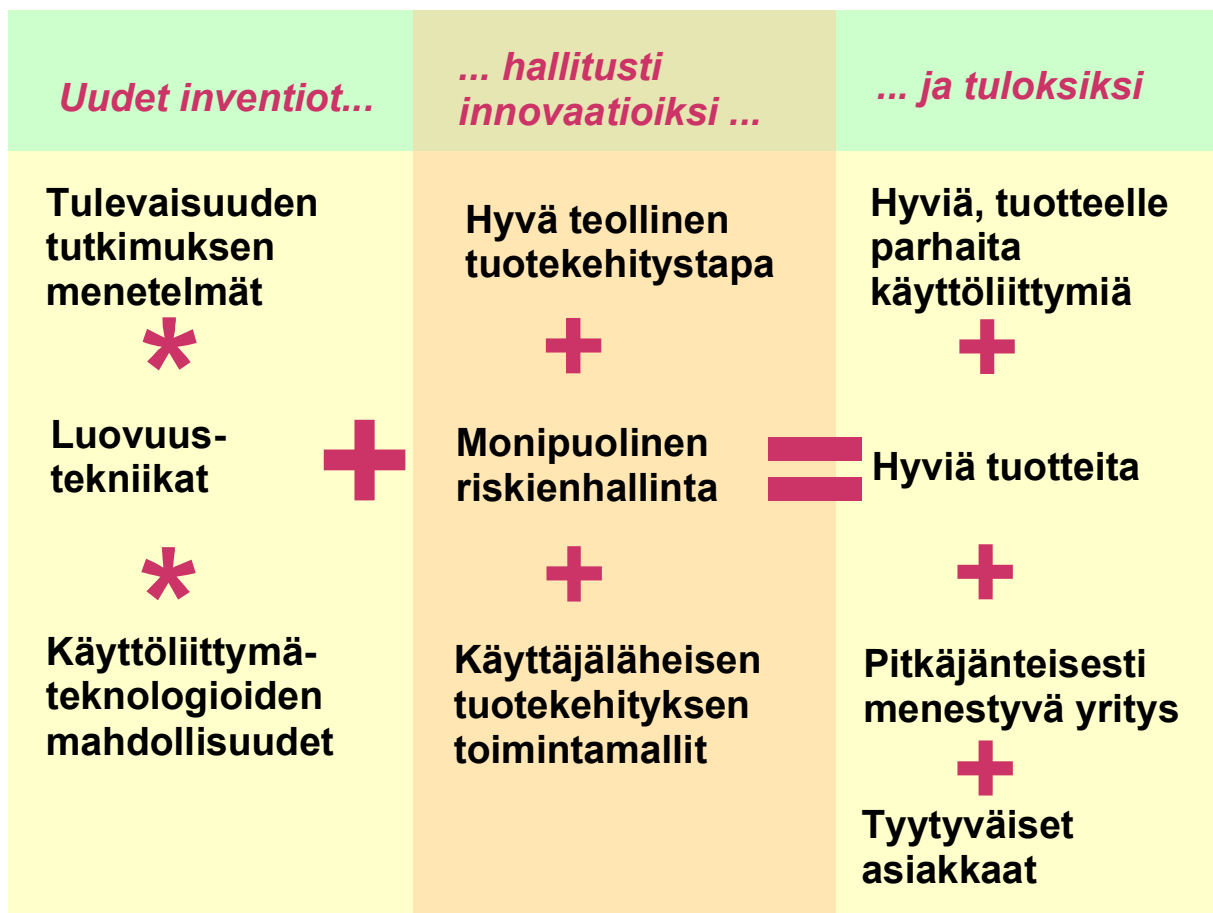 Uudet inventiot...
... hallitusti
innovaatioiksi ...
... ja tuloksiksi
Tulevaisuuden
tutkimuksen
menetelmät
*
Luovuus-
tekniikat
*
Käyttöliittymä-
teknologioiden
mahdollisuudet
+
Hyvä teollinen
tuotekehitystapa
+
Monipuolinen
riskienhallinta
+
Käyttäjäläheisen
tuotekehityksen
toimintamallit
=
Hyviä, tuotteelle
parhaita
käyttöliittymiä
+
Hyviä tuotteita
+
Pitkäjänteisesti
menestyvä yritys
+
Tyytyväiset
asiakkaat